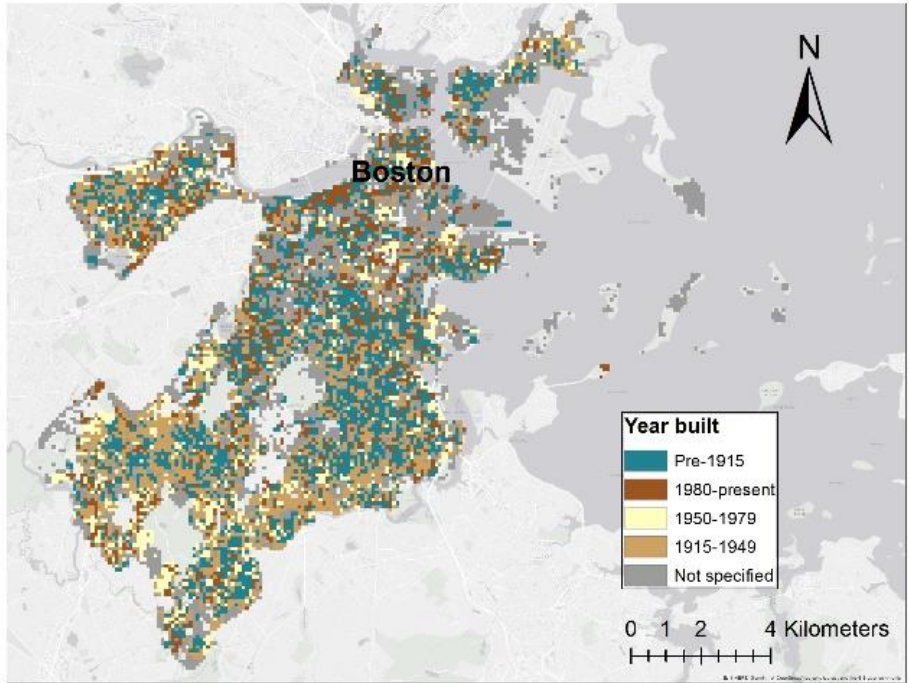 N
Boston
Year built
Pre-1915
1980-present
1950-1979
1915-1949
Not specified
0 1 2 4 Kilometers